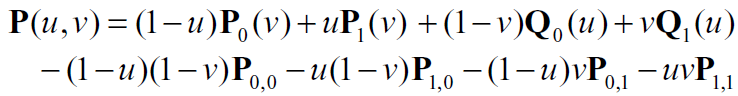 P(u,v) = (1−u)P₀(v) + uP₁(v) + (1−v)Q₀(u) + vQ₁(u)
−(1−u)(1−v)P₀,₀ − u(1−v)P₁,₀ − (1−u)vP₀,₁ − uvP₁,₁